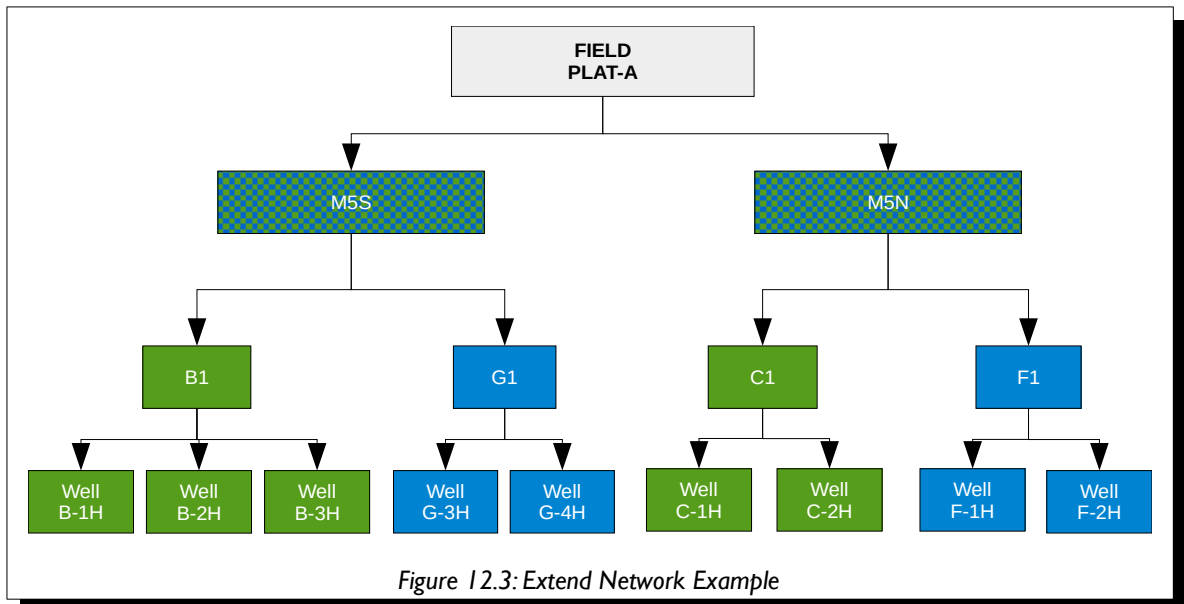 FIELD
PLAT-A
M5S
M5N
B1
G1
C1
F1
Well
B-1H
Well
B-2H
Well
B-3H
Well
G-3H
Well
G-4H
Well
C-1H
Well
C-2H
Well
F-1H
Well
F-2H
Figure 12.3: Extend Network Example